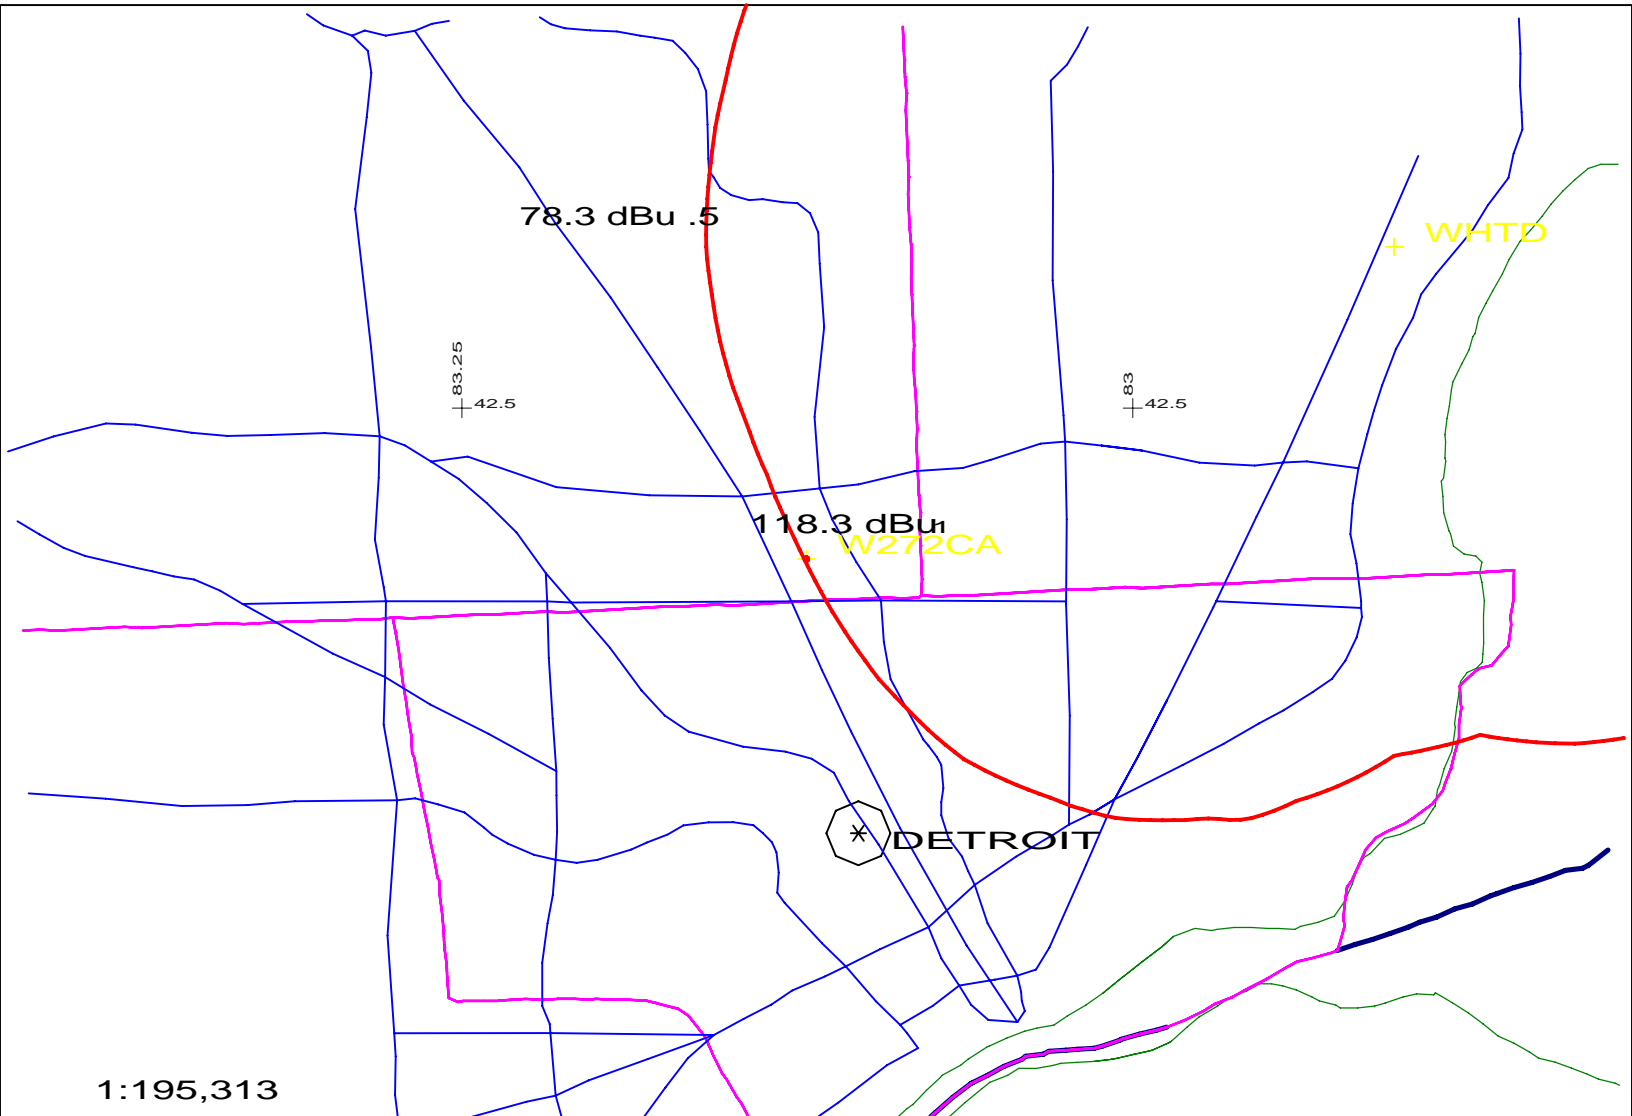 78.3 dBu .5
WHTD
83.25
42.5
83
42.5
118.3 dBu
W272CA
DETROIT
1:195,313